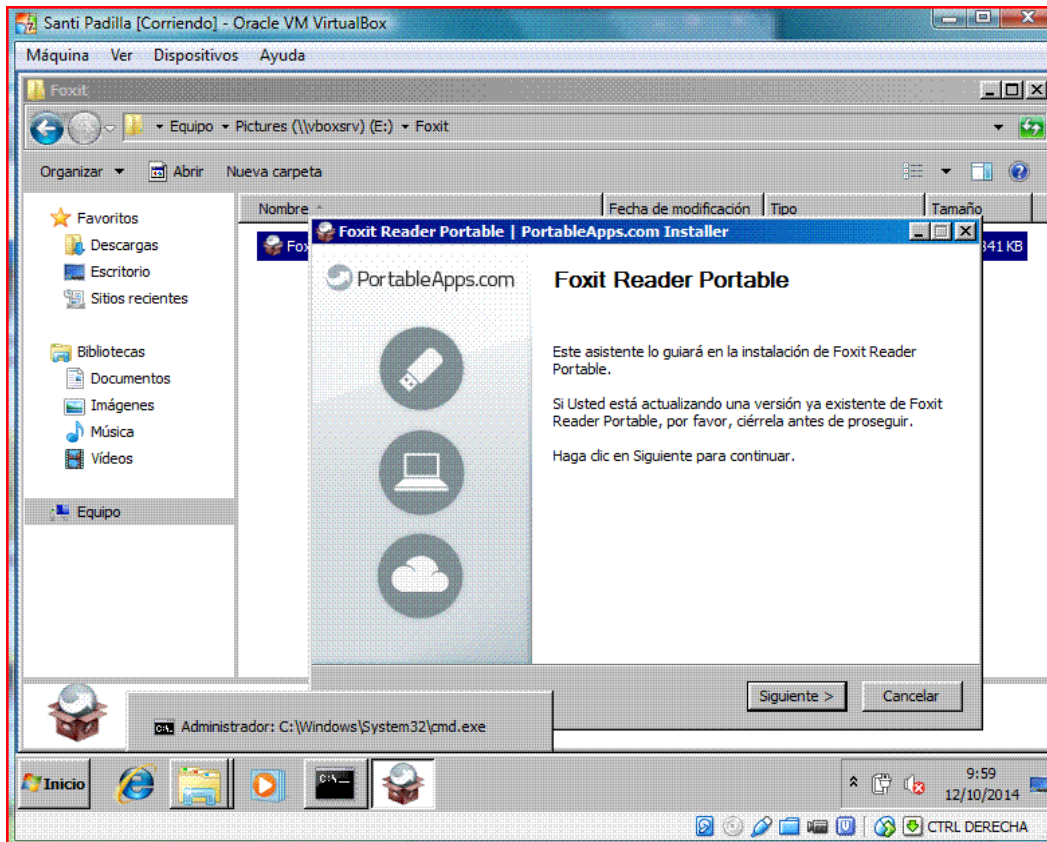 Santi Padilla [Corriendo] - Oracle VM VirtualBox
Máquina Ver Dispositivos Ayuda
Foxit
Equipo Pictures (\\vboxsrv) (E:) Foxit
Organizar Abrir Nueva carpeta
Nombre Fecha de modificación Tipo Tamaño
Favoritos
Descargas
Escritorio
Sitios recientes
Bibliotecas
Documentos
Imágenes
Música
Vídeos
Equipo
Fox
341 KB
Foxit Reader Portable | PortableApps.com Installer
PortableApps.com
Foxit Reader Portable
Este asistente lo guiará en la instalación de Foxit Reader
Portable.
Si Usted está actualizando una versión ya existente de Foxit
Reader Portable, por favor, ciérrela antes de proseguir.
Haga clic en Siguiente para continuar.
Siguiente > Cancelar
Administrador: C:\Windows\System32\cmd.exe
Inicio
C:\
9:59
12/10/2014
CTRL DERECHA